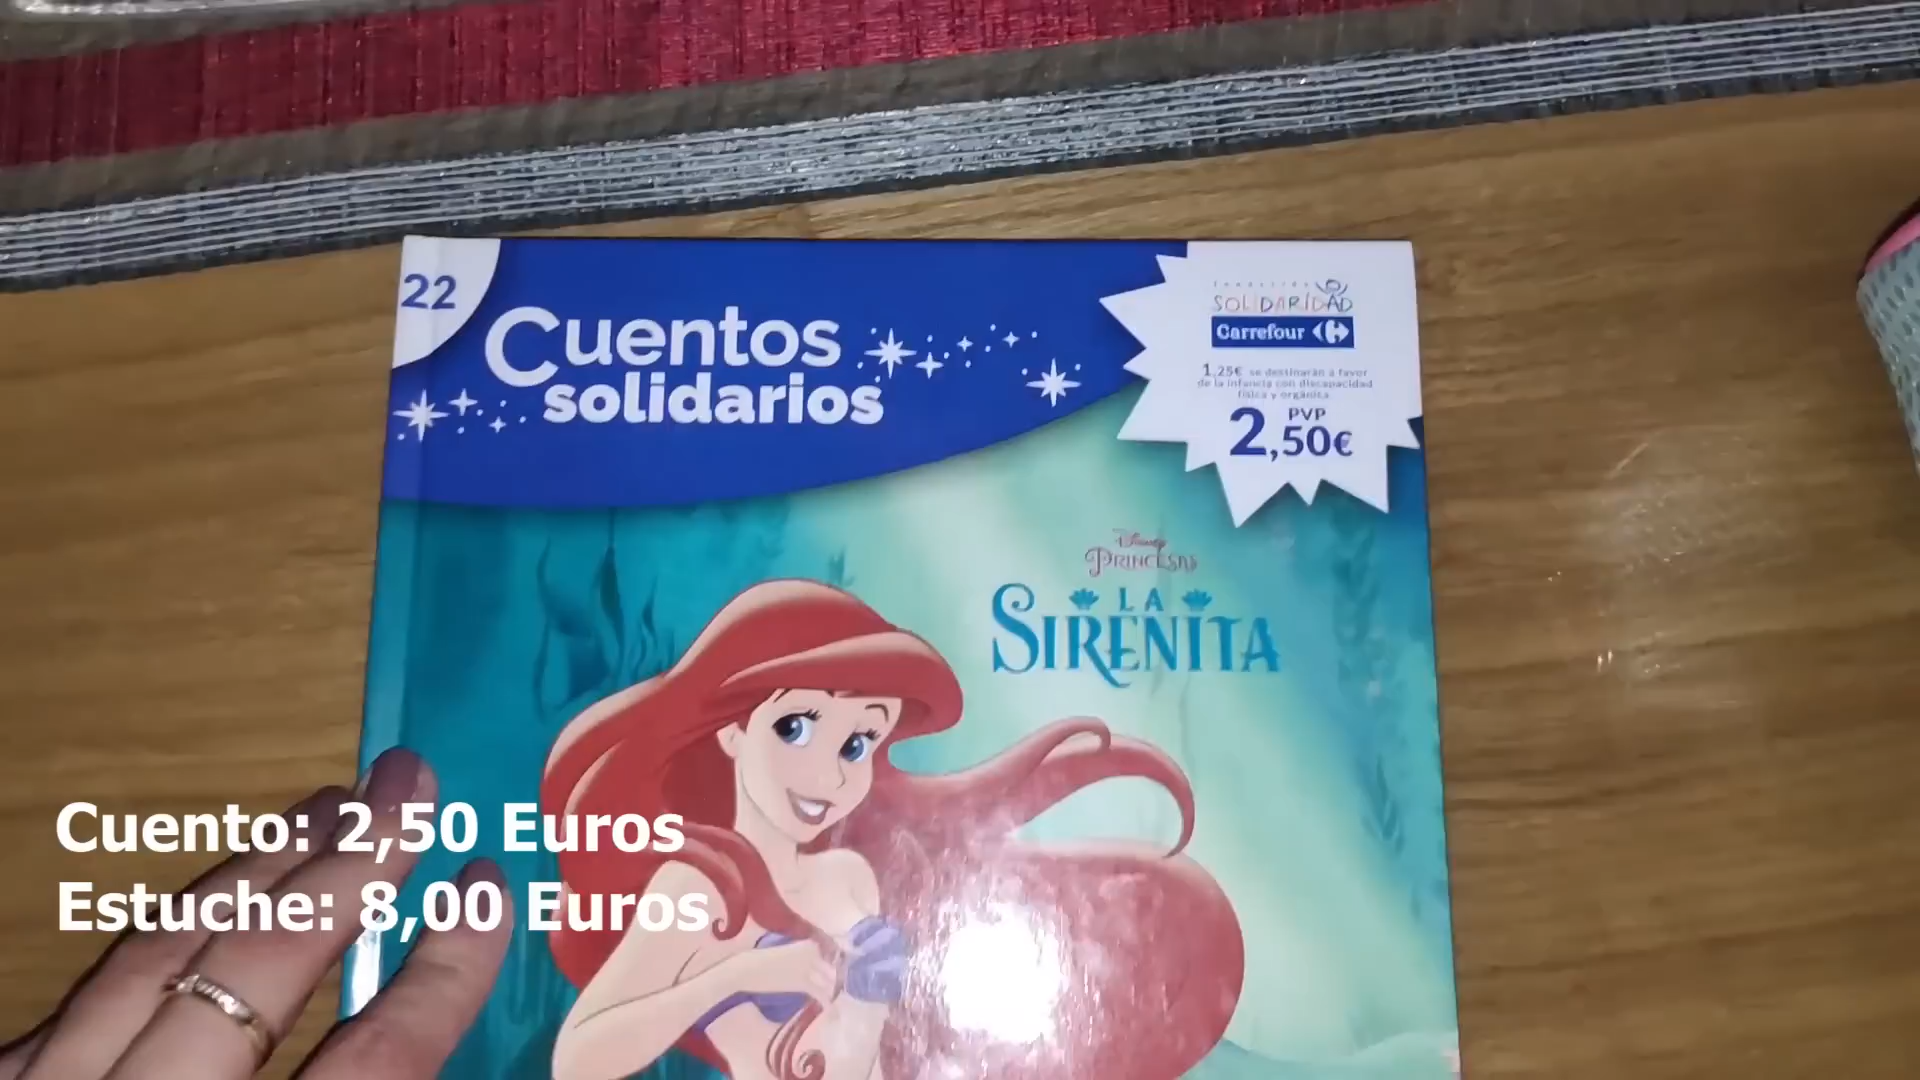 22
Cuentos
solidarios
Fundación
SOLIDARIDAD
Carrefour
1,25€ se destinarán a favor
de la infancia con discapacidad
física y orgánica.
PVP
2,50€
Disney
PRINCESAS
LA
SIRENITA
Cuento: 2,50 Euros
Estuche: 8,00 Euros